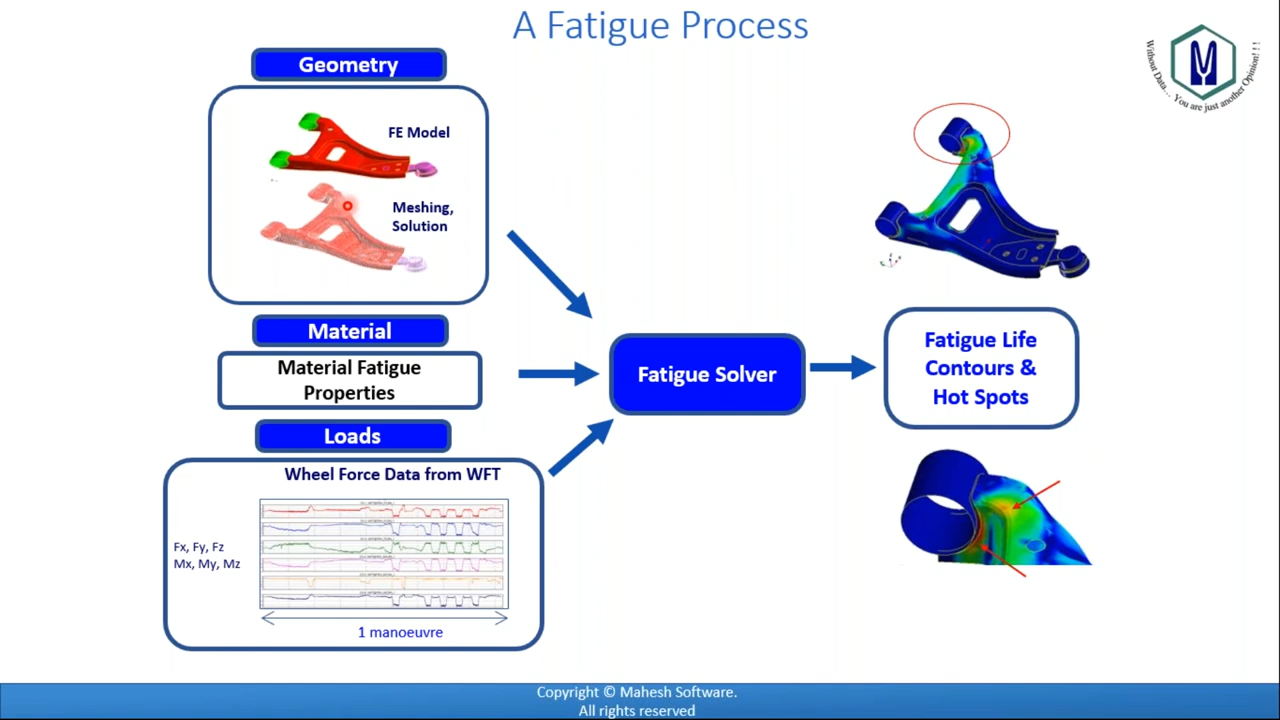 A Fatigue Process
Without Data... You are just another Opinion!!!
Geometry
FE Model
Meshing,
Solution
Material
Material Fatigue
Properties
Loads
Wheel Force Data from WFT
Fx, Fy, Fz
Mx, My, Mz
1 manoeuvre
Fatigue Solver
Fatigue Life
Contours &
Hot Spots
Copyright © Mahesh Software.
All rights reserved